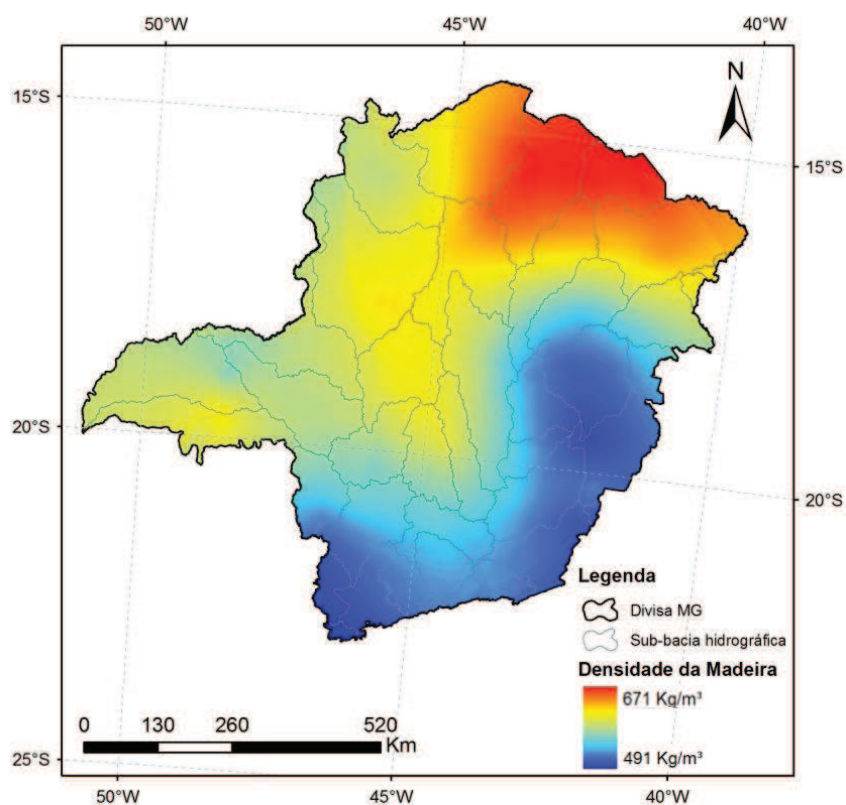 50°W 45°W 40°W
15°S
N
15°S
20°S
20°S
Legenda
Divisa MG
Sub-bacia hidrográfica
Densidade da Madeira
671 Kg/m³
491 Kg/m³
0 130 260 520
Km
25°S
50°W 45°W 40°W